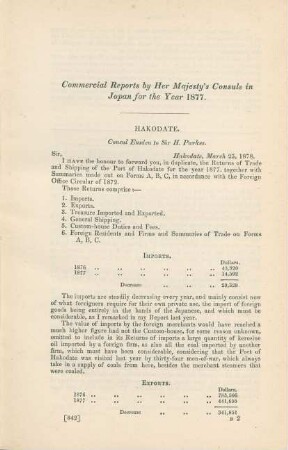 Commercial Reports by Her Majesty's Consuls in
Japan for the Year 1877.
HAKODATE.
Consul Eusden to Sir H. Parkes.
Sir, Hakodate, March 25, 1878.
I HAVE the honour to forward you, in duplicate, the Returns of Trade
and Shipping of the Port of Hakodate for the year 1877, together with
Summaries made out on Forms A, B, C, in accordance with the Foreign
Office Circular of 1872.
These Returns comprise:—
1. Imports.
2. Exports.
3. Treasure Imported and Exported.
4. General Shipping.
5. Custom-house Duties and Fees.
6. Foreign Residents and Firms and Summaries of Trade on Forms
A, B, C.
IMPORTS.
Dollars.
1876
1877
Decrease
The imports are steadily decreasing every year, and mainly consist now
of what foreigners require for their own private use, the import of foreign
goods being entirely in the hands of the Japanese, and which must be
considerable, as I remarked in my Report last year.
The value of imports by the foreign merchants would have reached a
much higher figure had not the Custom-house, for some reason unknown,
omitted to include in its Returns of imports a large quantity of kerosine
oil imported by a foreign firm, as also all the coal imported by another
firm, which must have been considerable, considering that the Port of
Hakodate was visited last year by thirty-four men-of-war, which always
take in a supply of coals from here, besides the merchant steamers that
were coaled.
EXPORTS.
Dollars.
1876
1877
Decrease
[942] B 2